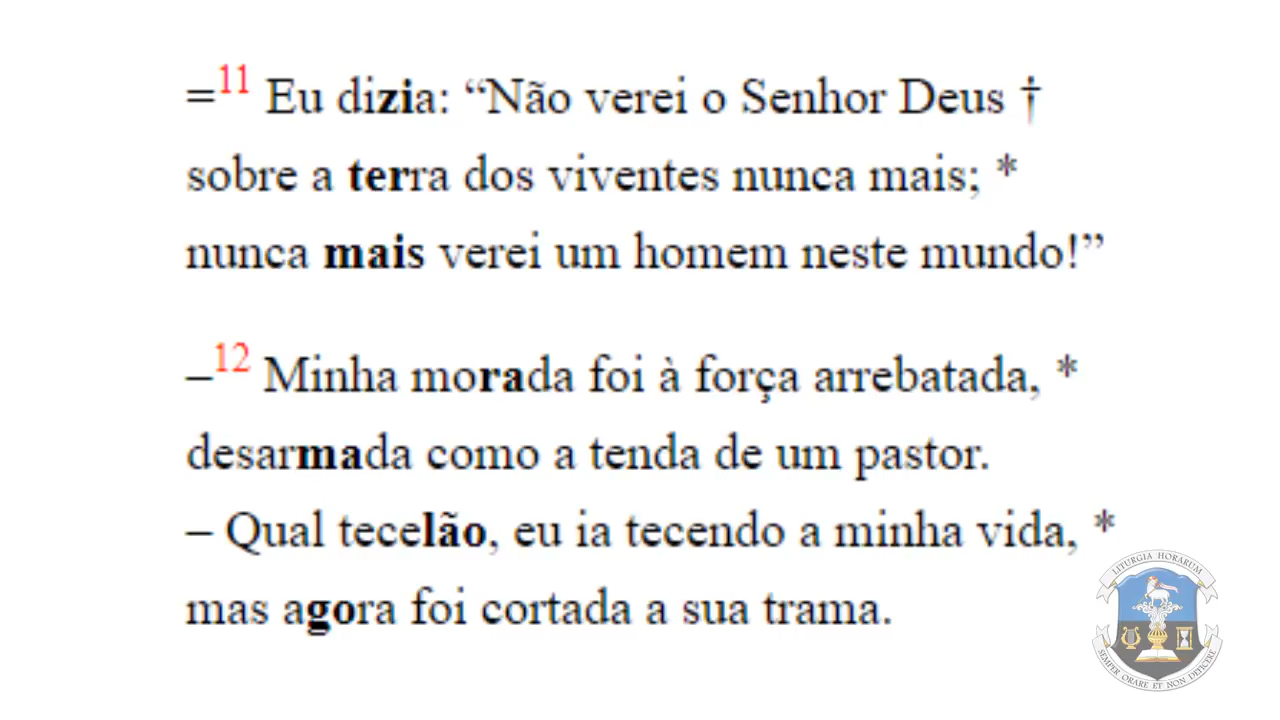 =11 Eu dizia: “Não verei o Senhor Deus †
sobre a terra dos viventes nunca mais; *
nunca mais verei um homem neste mundo!”
–12 Minha morada foi à força arrebatada, *
desarmada como a tenda de um pastor.
– Qual tecelão, eu ia tecendo a minha vida, *
mas agora foi cortada a sua trama.
LITURGIA HORARUM
SEMPER ORARE ET NON DEFICERE